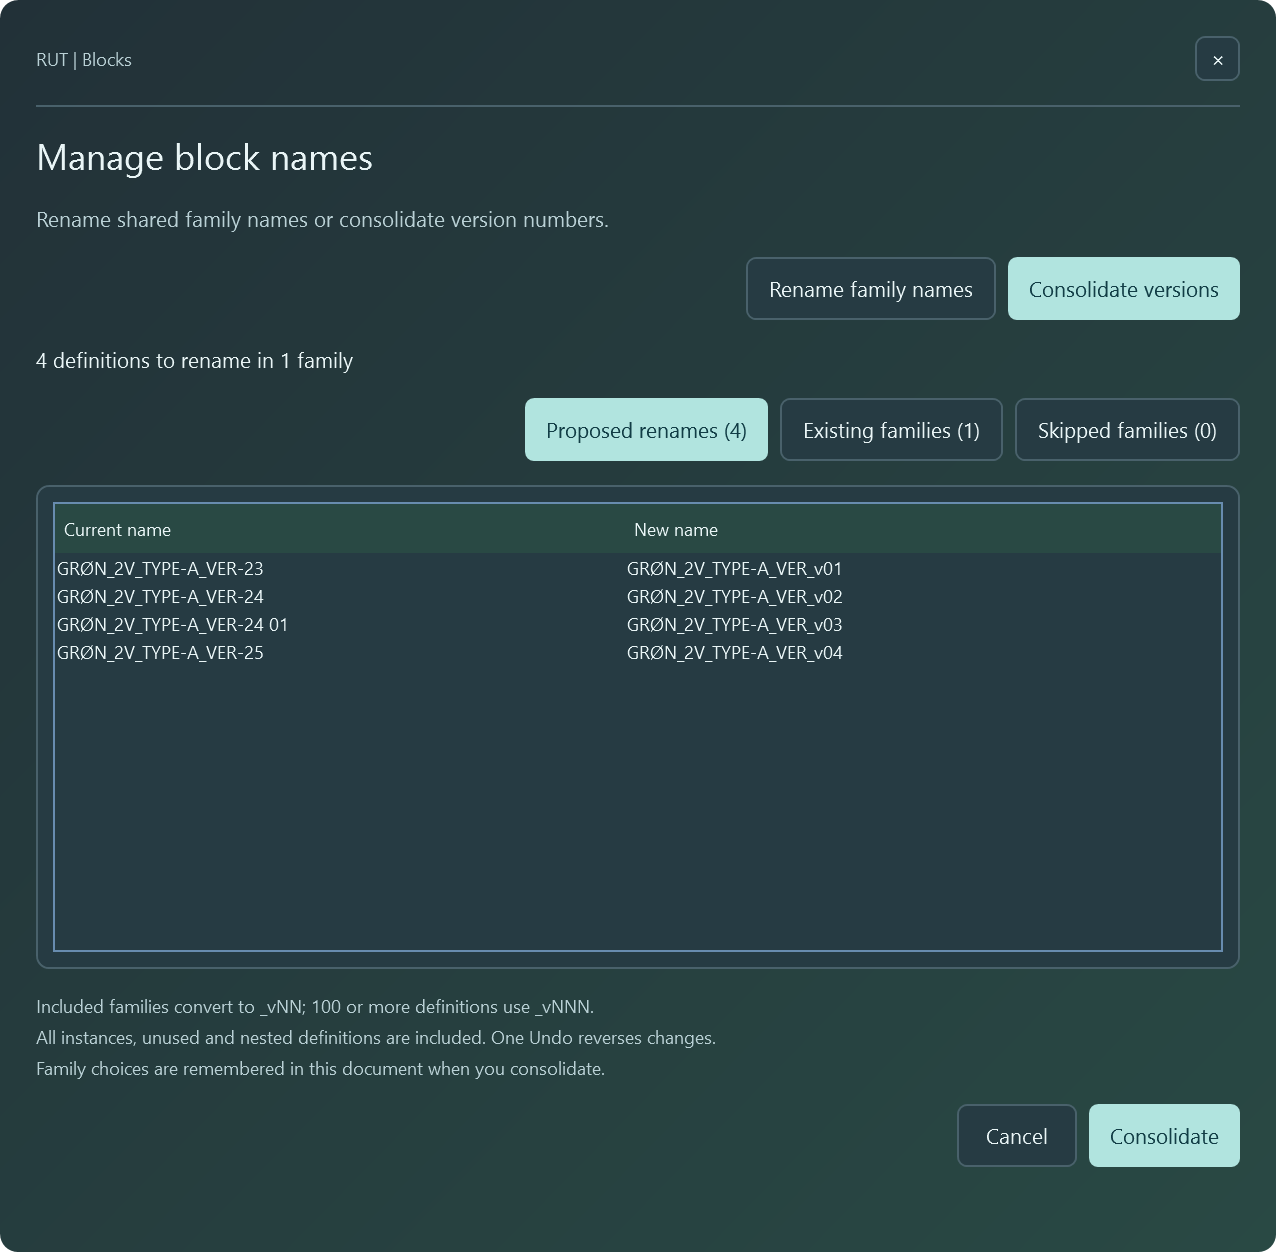 RUT | Blocks
×
Manage block names
Rename shared family names or consolidate version numbers.
Rename family names
Consolidate versions
4 definitions to rename in 1 family
Proposed renames (4)
Existing families (1)
Skipped families (0)
Current name New name
GRØN_2V_TYPE-A_VER-23 GRØN_2V_TYPE-A_VER_v01
GRØN_2V_TYPE-A_VER-24 GRØN_2V_TYPE-A_VER_v02
GRØN_2V_TYPE-A_VER-24 01 GRØN_2V_TYPE-A_VER_v03
GRØN_2V_TYPE-A_VER-25 GRØN_2V_TYPE-A_VER_v04
Included families convert to _vNN; 100 or more definitions use _vNNN.
All instances, unused and nested definitions are included. One Undo reverses changes.
Family choices are remembered in this document when you consolidate.
Cancel
Consolidate